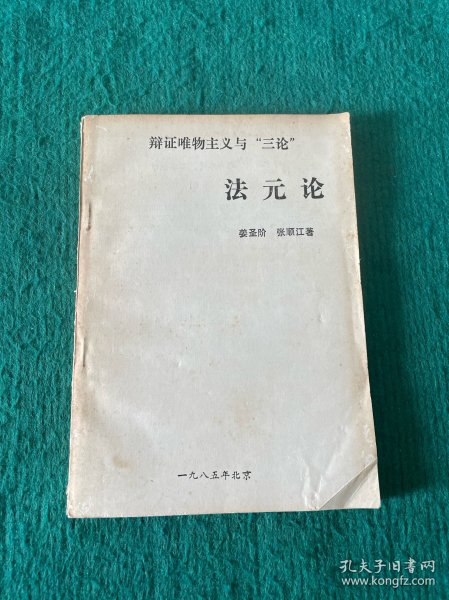 辩证唯物主义与“三论”
法元论
姜圣阶 张顺江著
一九八五年北京
孔夫子旧书网
www.kongfz.com